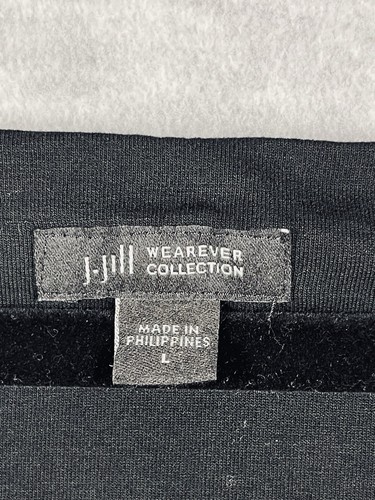 J.Jill WEAREVER
COLLECTION
MADE IN
PHILIPPINES
L